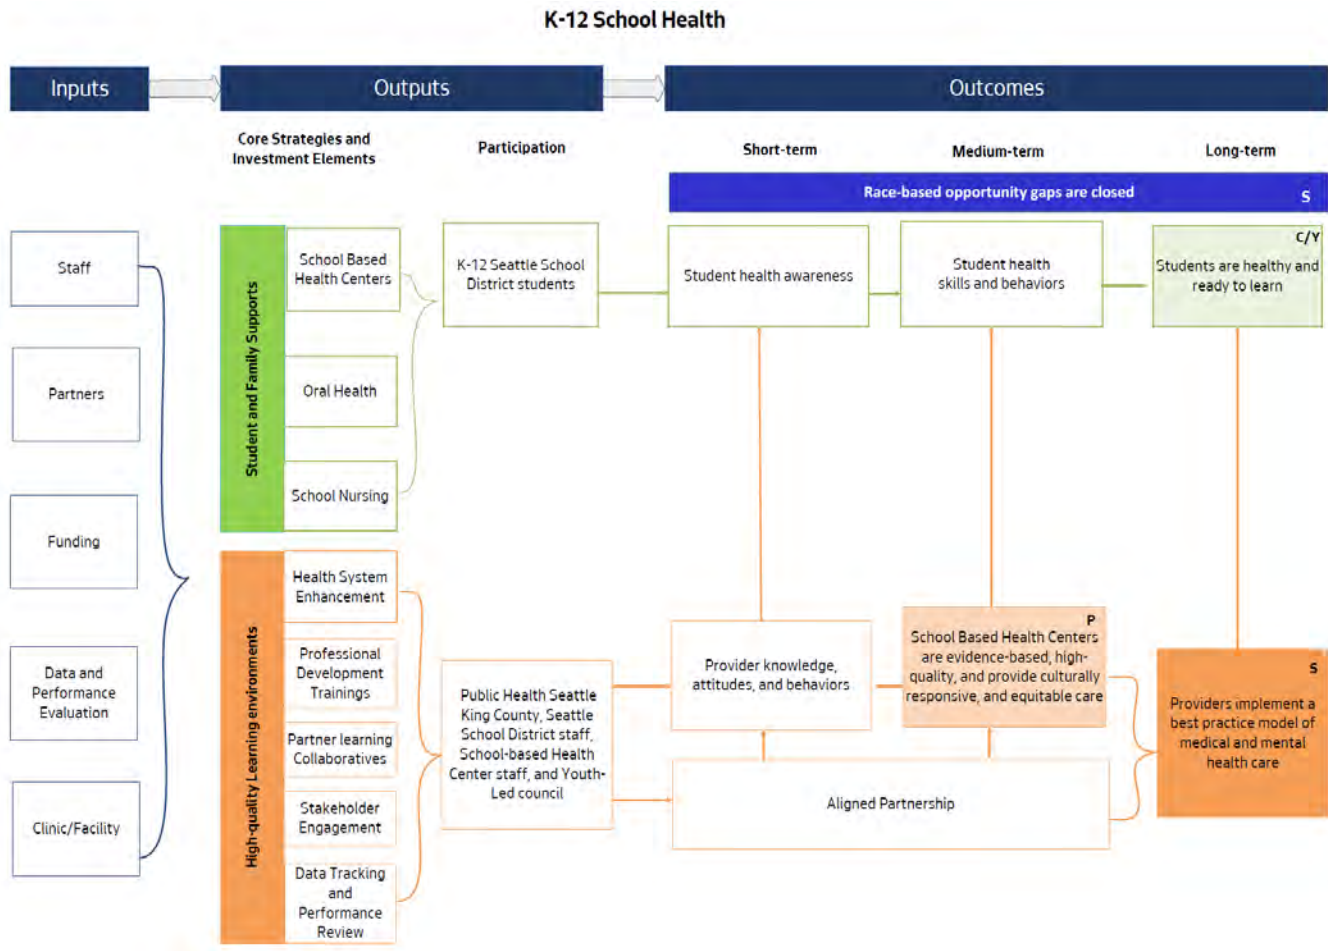 K-12 School Health
Inputs
Outputs
Outcomes
Core Strategies and
Investment Elements
Participation
Short-term
Medium-term
Long-term
Race-based opportunity gaps are closed
S
Staff
Partners
Funding
Data and
Performance
Evaluation
Clinic/Facility
Student and Family Supports
School Based
Health Centers
Oral Health
School Nursing
K-12 Seattle School
District students
Student health awareness
Student health
skills and behaviors
C/Y
Students are healthy and
ready to learn
High-quality Learning environments
Health System
Enhancement
Professional
Development
Trainings
Partner learning
Collaboratives
Stakeholder
Engagement
Data Tracking
and
Performance
Review
Public Health Seattle
King County, Seattle
School District staff,
School-based Health
Center staff, and Youth-
Led council
Provider knowledge,
attitudes, and behaviors
P
School Based Health Centers
are evidence-based, high-
quality, and provide culturally
responsive, and equitable care
Aligned Partnership
S
Providers implement a
best practice model of
medical and mental
health care